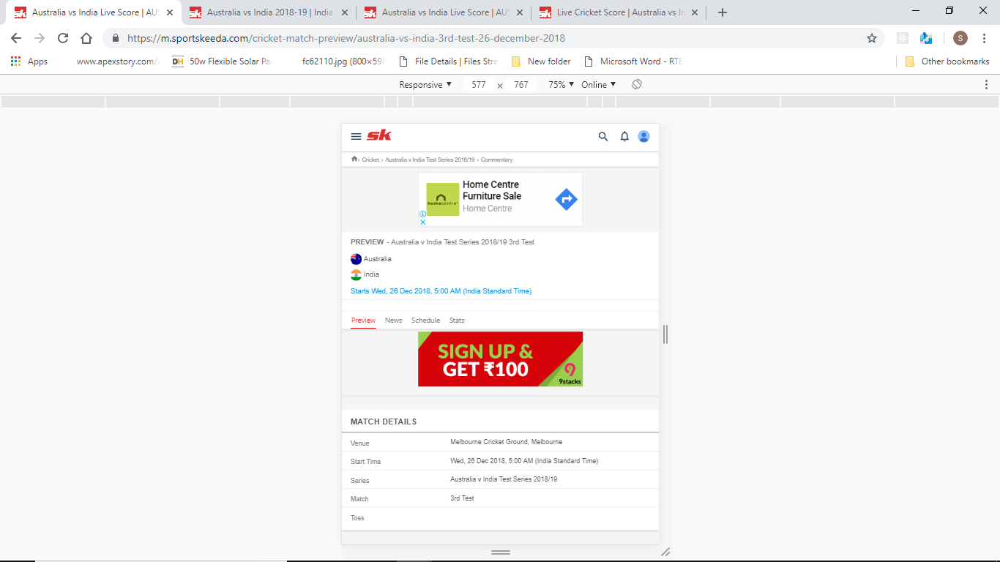 Australia vs India Live Score | AUS
Australia vs India 2018-19 | India
Australia vs India Live Score | AUS
Live Cricket Score | Australia vs In
https://m.sportskeeda.com/cricket-match-preview/australia-vs-india-3rd-test-26-december-2018
S
Apps
www.apexstory.com/
50w Flexible Solar Pa
fc62110.jpg (800×598
File Details | Files Stre
New folder
Microsoft Word - RTE
Other bookmarks
Responsive 577 × 767 75% Online
sk
Cricket › Australia v India Test Series 2018/19 › Commentary
Home Centre
Furniture Sale
Home Centre
homecentre
PREVIEW - Australia v India Test Series 2018/19 3rd Test
Australia
India
Starts Wed, 26 Dec 2018, 5:00 AM (India Standard Time)
Preview News Schedule Stats
SIGN UP &
GET ₹100
9stacks
MATCH DETAILS
Venue Melbourne Cricket Ground, Melbourne
Start Time Wed, 26 Dec 2018, 5:00 AM (India Standard Time)
Series Australia v India Test Series 2018/19
Match 3rd Test
Toss